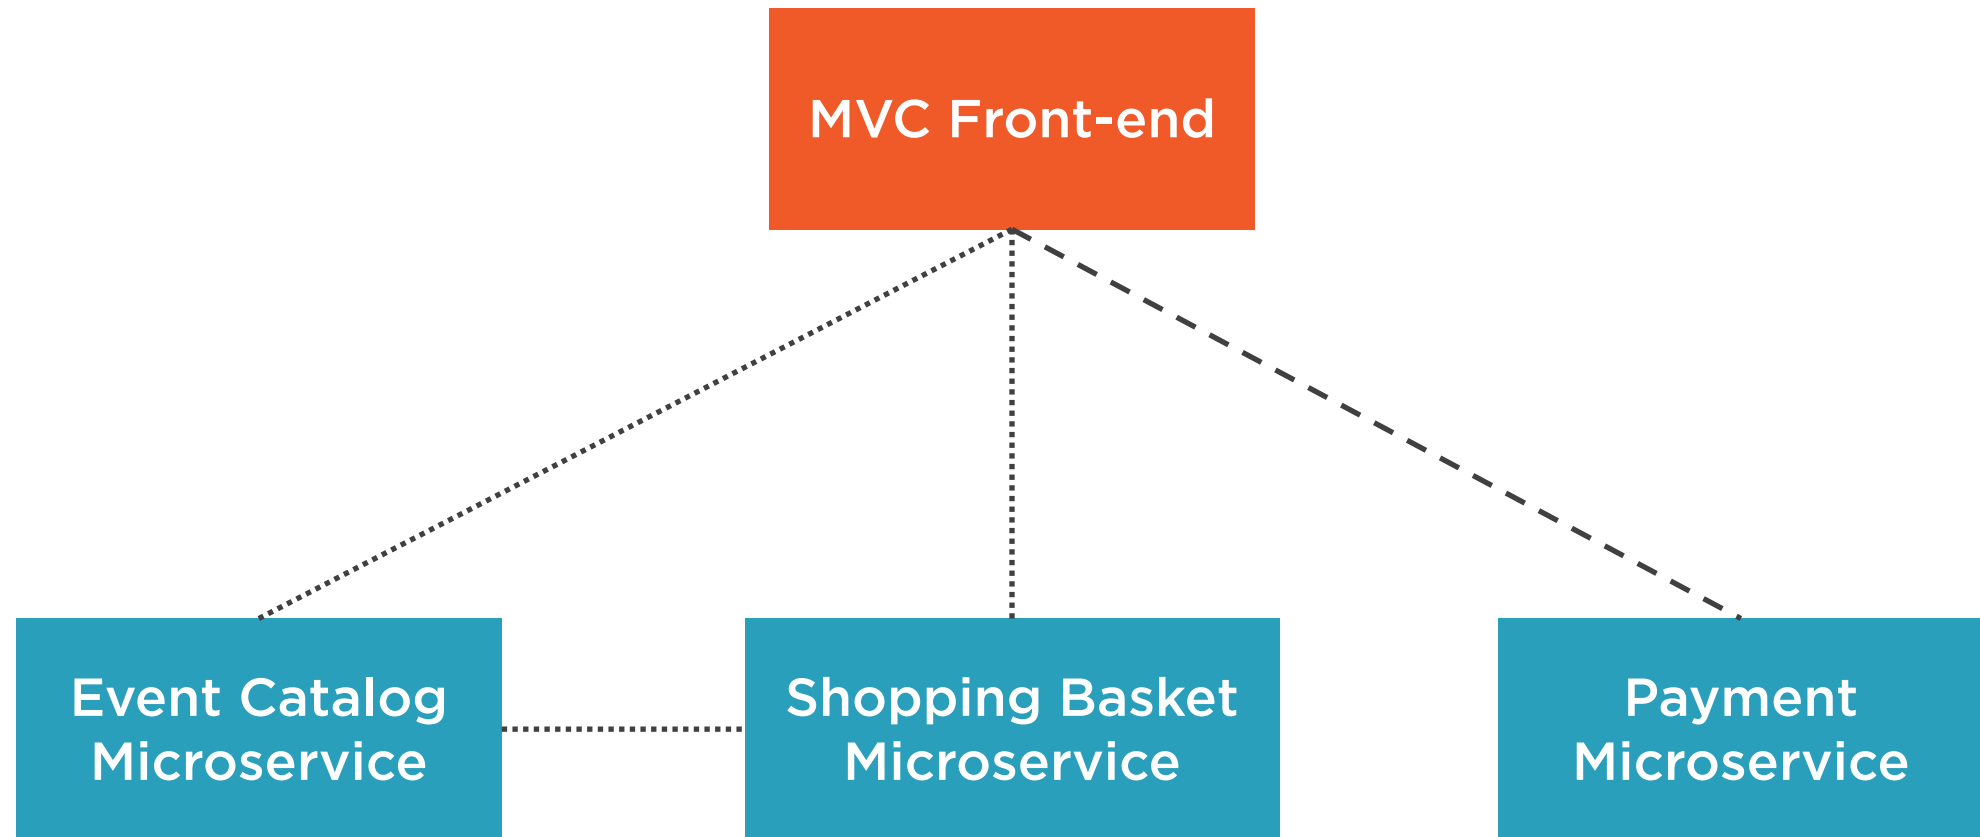 MVC Front-end
Event Catalog
Microservice
Shopping Basket
Microservice
Payment
Microservice